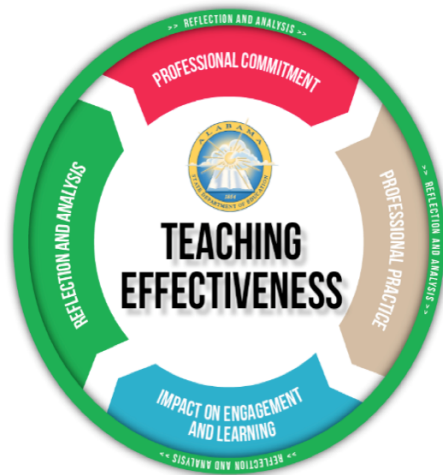 >> REFLECTION AND ANALYSIS >>
PROFESSIONAL COMMITMENT
ALABAMA
STATE DEPARTMENT OF EDUCATION
TEACHING
EFFECTIVENESS
PROFESSIONAL PRACTICE
>> REFLECTION AND ANALYSIS >>
IMPACT ON ENGAGEMENT
AND LEARNING
>> REFLECTION AND ANALYSIS >>
REFLECTION AND ANALYSIS